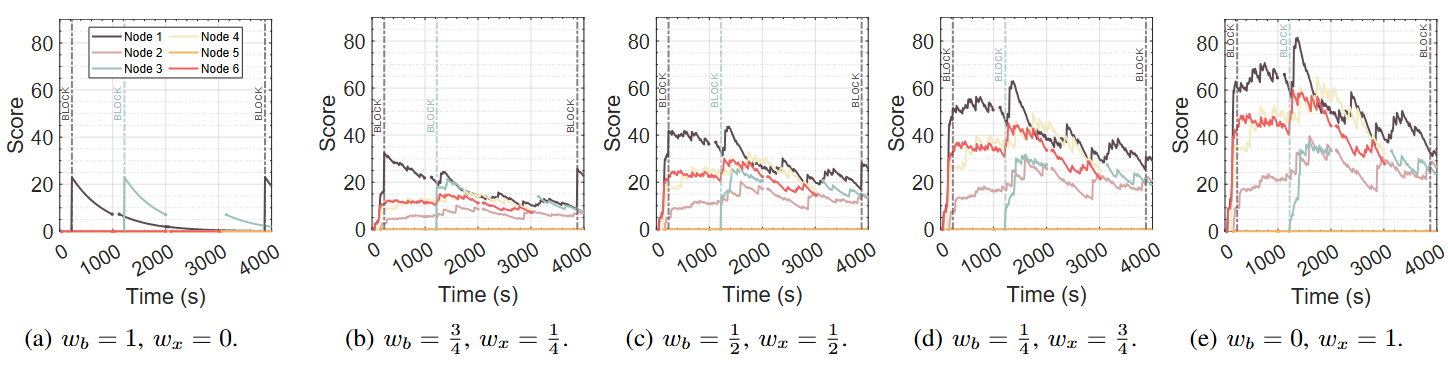 Score
80
60
40
20
0
BLOCK
BLOCK
BLOCK
Node 1
Node 2
Node 3
Node 4
Node 5
Node 6
0
1000
2000
3000
4000
Time (s)
(a) w_b = 1, w_x = 0.
Score
80
60
40
20
0
BLOCK
BLOCK
BLOCK
0
1000
2000
3000
4000
Time (s)
(b) w_b = 3/4, w_x = 1/4.
Score
80
60
40
20
0
BLOCK
BLOCK
BLOCK
0
1000
2000
3000
4000
Time (s)
(c) w_b = 1/2, w_x = 1/2.
Score
80
60
40
20
0
BLOCK
BLOCK
BLOCK
0
1000
2000
3000
4000
Time (s)
(d) w_b = 1/4, w_x = 3/4.
Score
80
60
40
20
0
BLOCK
BLOCK
BLOCK
0
1000
2000
3000
4000
Time (s)
(e) w_b = 0, w_x = 1.